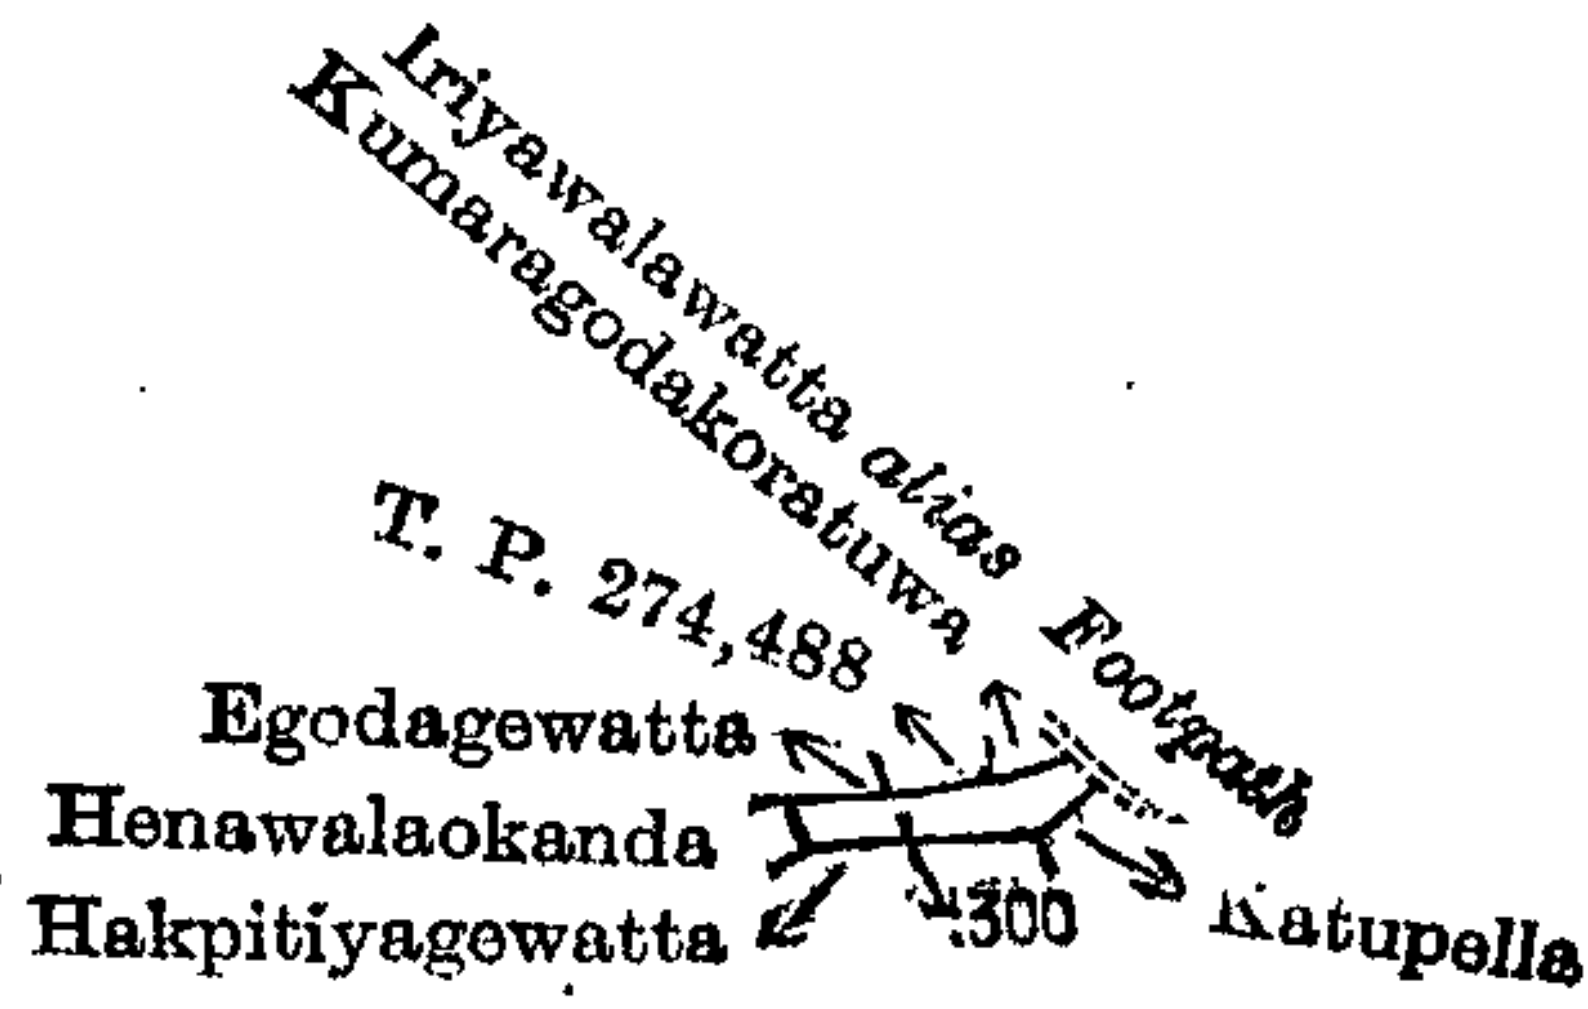 Iriyawalawatta alias
Kumaragodakoratuwa
Footpath
T. P. 274,488
Egodagewatta
Henawalaokanda
Hakpitiyagewatta
300
Katupella